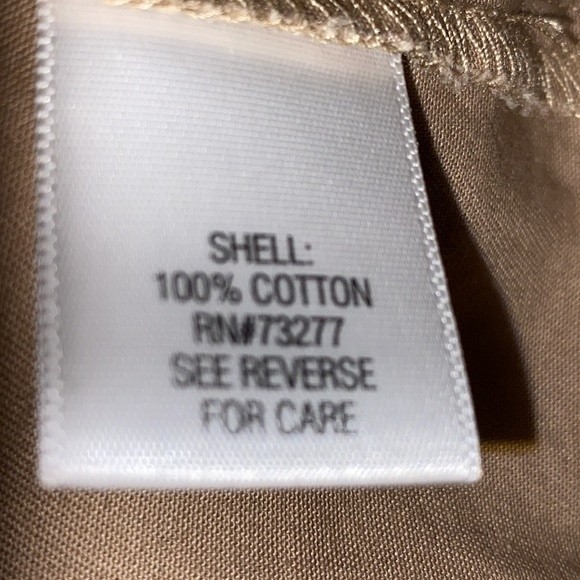 SHELL:
100% COTTON
RN#73277
SEE REVERSE
FOR CARE